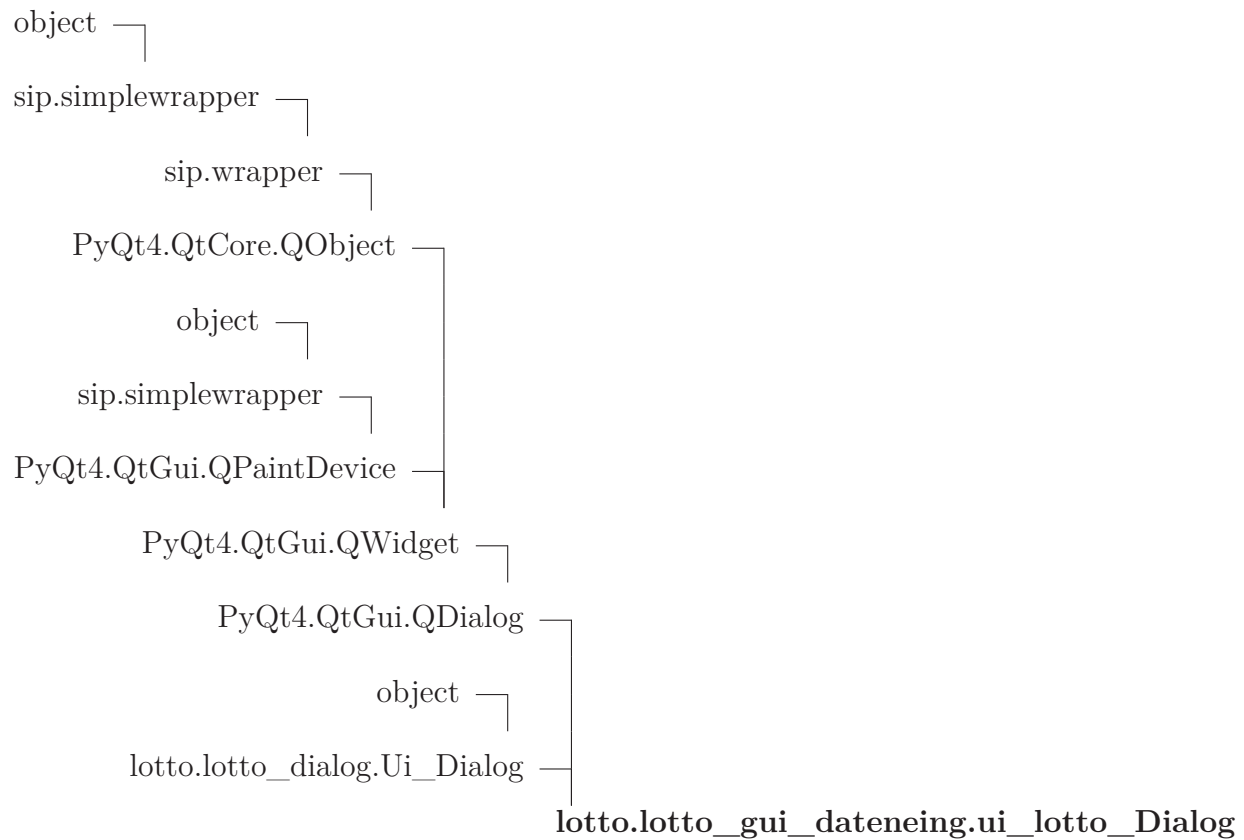 object
sip.simplewrapper
sip.wrapper
PyQt4.QtCore.QObject
object
sip.simplewrapper
PyQt4.QtGui.QPaintDevice
PyQt4.QtGui.QWidget
PyQt4.QtGui.QDialog
object
lotto.lotto_dialog.Ui_Dialog
lotto.lotto_gui_dateneing.ui_lotto_Dialog